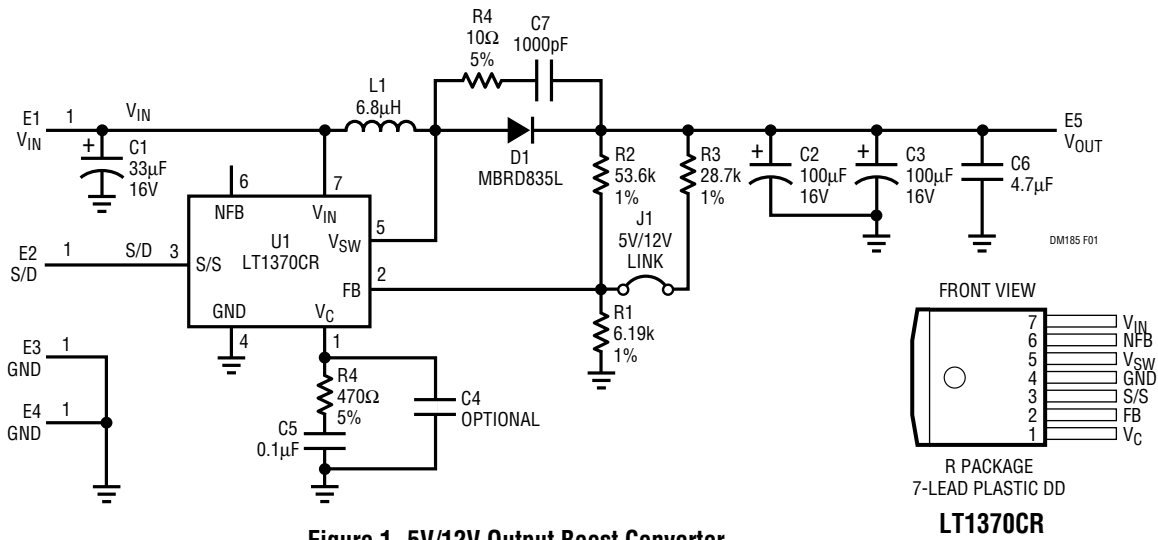 R4
10Ω
5%
C7
1000pF
L1
6.8µH
E1
VIN
1
VIN
+
C1
33µF
16V
D1
MBRD835L
R2
53.6k
1%
R3
28.7k
1%
+
C2
100µF
16V
+
C3
100µF
16V
C6
4.7µF
E5
VOUT
6
NFB
7
VIN
U1
LT1370CR
VSW
5
J1
5V/12V
LINK
DM185 F01
E2
S/D
1
S/D
3
S/S
FB
2
GND
4
VC
1
R1
6.19k
1%
E3
GND
1
E4
GND
1
R4
470Ω
5%
C5
0.1µF
C4
OPTIONAL
FRONT VIEW
7 VIN
6 NFB
5 VSW
4 GND
3 S/S
2 FB
1 VC
R PACKAGE
7-LEAD PLASTIC DD
LT1370CR
Figure 1. 5V/12V Output Boost Converter